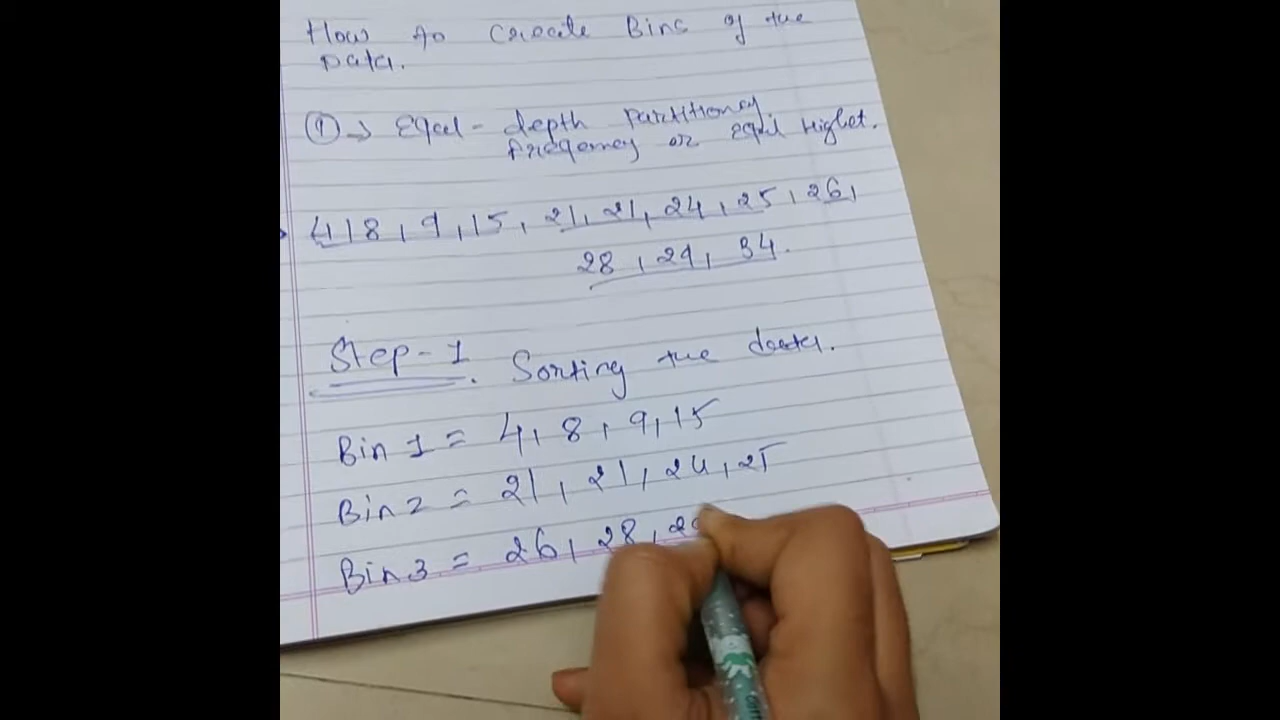 How to create Bins of the
Data.
① → Equal - depth partitioning
frequency or equal Highet.
4, 8, 9, 15, 21, 21, 24, 25, 26,
28, 29, 34.
Step-1. Sorting the data.
Bin 1 = 4, 8, 9, 15
Bin 2 = 21, 21, 24, 25
Bin 3 = 26, 28, 29